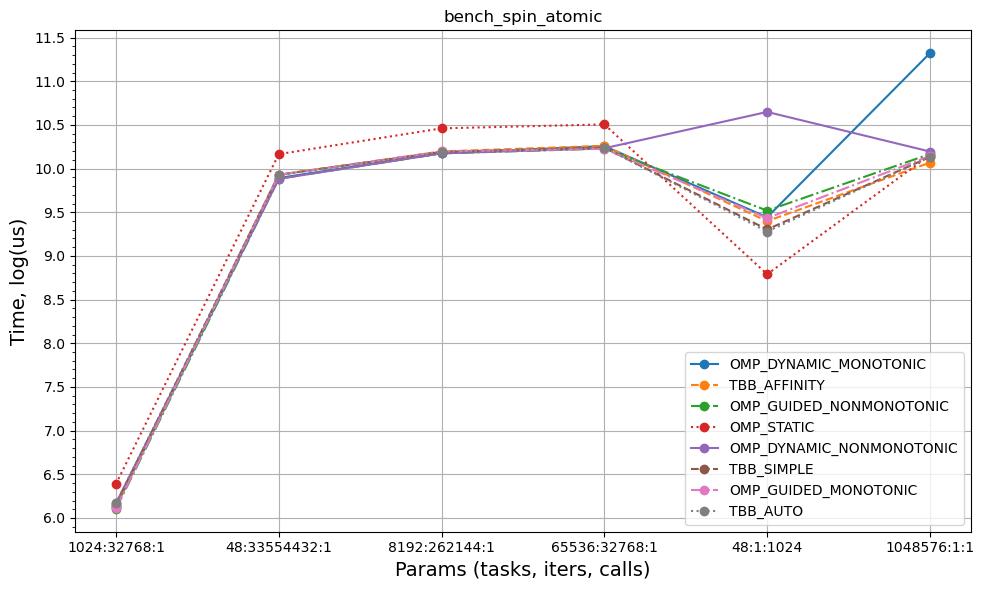 bench_spin_atomic
Time, log(us)
11.5
11.0
10.5
10.0
9.5
9.0
8.5
8.0
7.5
7.0
6.5
6.0
OMP_DYNAMIC_MONOTONIC
TBB_AFFINITY
OMP_GUIDED_NONMONOTONIC
OMP_STATIC
OMP_DYNAMIC_NONMONOTONIC
TBB_SIMPLE
OMP_GUIDED_MONOTONIC
TBB_AUTO
1024:32768:1 48:33554432:1 8192:262144:1 65536:32768:1 48:1:1024 1048576:1:1
Params (tasks, iters, calls)